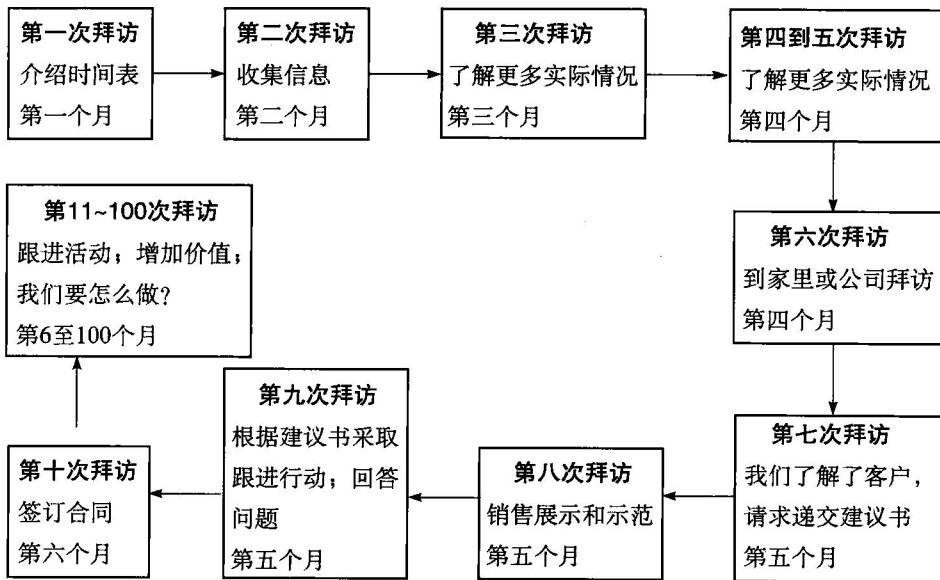 第一次拜访
介绍时间表
第一个月
第二次拜访
收集信息
第二个月
第三次拜访
了解更多实际情况
第三个月
第四到五次拜访
了解更多实际情况
第四个月
第六次拜访
到家里或公司拜访
第四个月
第七次拜访
我们了解了客户，
请求递交建议书
第五个月
第八次拜访
销售展示和示范
第五个月
第九次拜访
根据建议书采取
跟进行动；回答
问题
第五个月
第十次拜访
签订合同
第六个月
第11~100次拜访
跟进活动；增加价值；
我们要怎么做？
第6至100个月